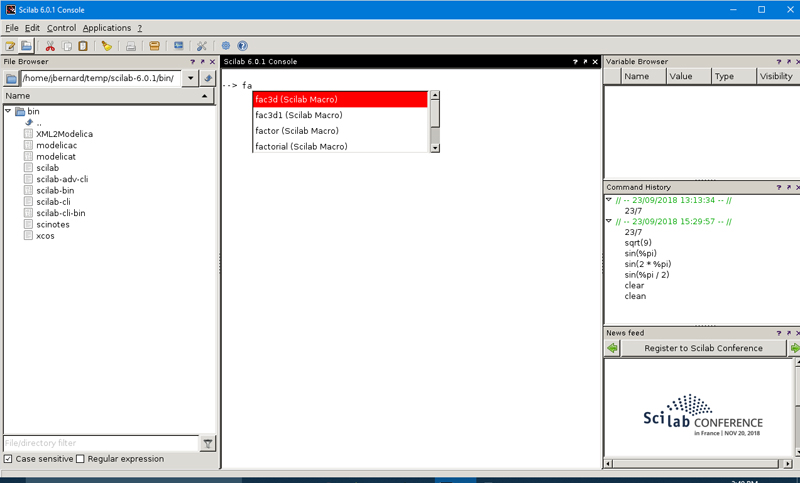 Scilab 6.0.1 Console
File Edit Control Applications ?
File Browser
/home/jbernard/temp/scilab-6.0.1/bin/
Name
bin
..
XML2Modelica
modelicac
modelicat
scilab
scilab-adv-cli
scilab-bin
scilab-cli
scilab-cli-bin
scinotes
xcos
File/directory filter
Case sensitive Regular expression
Scilab 6.0.1 Console
--> fa
fac3d (Scilab Macro)
fac3d1 (Scilab Macro)
factor (Scilab Macro)
factorial (Scilab Macro)
Variable Browser
Name Value Type Visibility
Command History
// -- 23/09/2018 13:13:34 -- //
23/7
// -- 23/09/2018 15:29:57 -- //
23/7
sqrt(9)
sin(%pi)
sin(2 * %pi)
sin(%pi / 2)
clear
clean
News feed
Register to Scilab Conference
Scilab CONFERENCE
in France | NOV 20, 2018